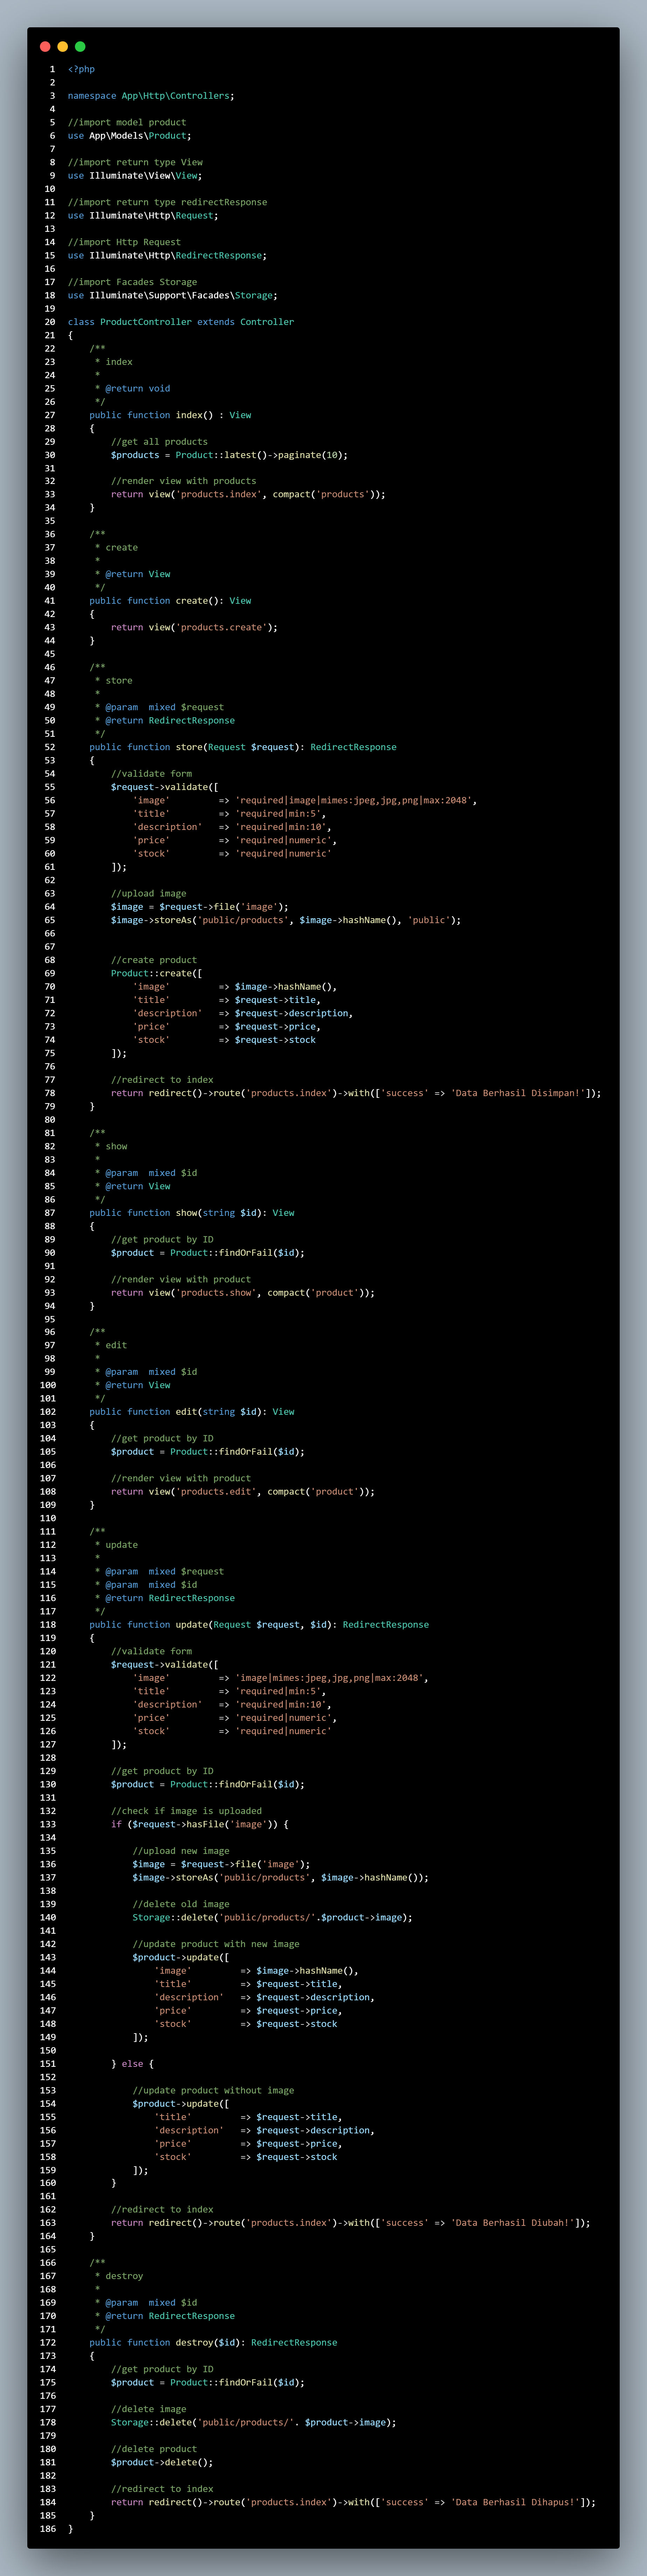 1 <?php
2
3 namespace App\Http\Controllers;
4
5 //import model product
6 use App\Models\Product;
7
8 //import return type View
9 use Illuminate\View\View;
10
11 //import return type redirectResponse
12 use Illuminate\Http\Request;
13
14 //import Http Request
15 use Illuminate\Http\RedirectResponse;
16
17 //import Facades Storage
18 use Illuminate\Support\Facades\Storage;
19
20 class ProductController extends Controller
21 {
22     /**
23      * index
24      *
25      * @return void
26      */
27     public function index() : View
28     {
29         //get all products
30         $products = Product::latest()->paginate(10);
31
32         //render view with products
33         return view('products.index', compact('products'));
34     }
35
36     /**
37      * create
38      *
39      * @return View
40      */
41     public function create(): View
42     {
43         return view('products.create');
44     }
45
46     /**
47      * store
48      *
49      * @param  mixed $request
50      * @return RedirectResponse
51      */
52     public function store(Request $request): RedirectResponse
53     {
54         //validate form
55         $request->validate([
56             'image'         => 'required|image|mimes:jpeg,jpg,png|max:2048',
57             'title'         => 'required|min:5',
58             'description'   => 'required|min:10',
59             'price'         => 'required|numeric',
60             'stock'         => 'required|numeric'
61         ]);
62
63         //upload image
64         $image = $request->file('image');
65         $image->storeAs('public/products', $image->hashName(), 'public');
66
67
68         //create product
69         Product::create([
70             'image'         => $image->hashName(),
71             'title'         => $request->title,
72             'description'   => $request->description,
73             'price'         => $request->price,
74             'stock'         => $request->stock
75         ]);
76
77         //redirect to index
78         return redirect()->route('products.index')->with(['success' => 'Data Berhasil Disimpan!']);
79     }
80
81     /**
82      * show
83      *
84      * @param  mixed $id
85      * @return View
86      */
87     public function show(string $id): View
88     {
89         //get product by ID
90         $product = Product::findOrFail($id);
91
92         //render view with product
93         return view('products.show', compact('product'));
94     }
95
96     /**
97      * edit
98      *
99      * @param  mixed $id
100      * @return View
101      */
102     public function edit(string $id): View
103     {
104         //get product by ID
105         $product = Product::findOrFail($id);
106
107         //render view with product
108         return view('products.edit', compact('product'));
109     }
110
111     /**
112      * update
113      *
114      * @param  mixed $request
115      * @param  mixed $id
116      * @return RedirectResponse
117      */
118     public function update(Request $request, $id): RedirectResponse
119     {
120         //validate form
121         $request->validate([
122             'image'         => 'image|mimes:jpeg,jpg,png|max:2048',
123             'title'         => 'required|min:5',
124             'description'   => 'required|min:10',
125             'price'         => 'required|numeric',
126             'stock'         => 'required|numeric'
127         ]);
128
129         //get product by ID
130         $product = Product::findOrFail($id);
131
132         //check if image is uploaded
133         if ($request->hasFile('image')) {
134
135             //upload new image
136             $image = $request->file('image');
137             $image->storeAs('public/products', $image->hashName());
138
139             //delete old image
140             Storage::delete('public/products/'.$product->image);
141
142             //update product with new image
143             $product->update([
144                 'image'         => $image->hashName(),
145                 'title'         => $request->title,
146                 'description'   => $request->description,
147                 'price'         => $request->price,
148                 'stock'         => $request->stock
149             ]);
150
151         } else {
152
153             //update product without image
154             $product->update([
155                 'title'         => $request->title,
156                 'description'   => $request->description,
157                 'price'         => $request->price,
158                 'stock'         => $request->stock
159             ]);
160         }
161
162         //redirect to index
163         return redirect()->route('products.index')->with(['success' => 'Data Berhasil Diubah!']);
164     }
165
166     /**
167      * destroy
168      *
169      * @param  mixed $id
170      * @return RedirectResponse
171      */
172     public function destroy($id): RedirectResponse
173     {
174         //get product by ID
175         $product = Product::findOrFail($id);
176
177         //delete image
178         Storage::delete('public/products/'. $product->image);
179
180         //delete product
181         $product->delete();
182
183         //redirect to index
184         return redirect()->route('products.index')->with(['success' => 'Data Berhasil Dihapus!']);
185     }
186 }